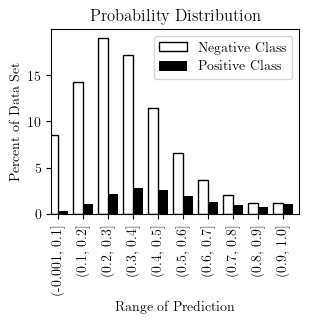 Probability Distribution
Negative Class
Positive Class
Percent of Data Set
15
10
5
0
(-0.001, 0.1]
(0.1, 0.2]
(0.2, 0.3]
(0.3, 0.4]
(0.4, 0.5]
(0.5, 0.6]
(0.6, 0.7]
(0.7, 0.8]
(0.8, 0.9]
(0.9, 1.0]
Range of Prediction